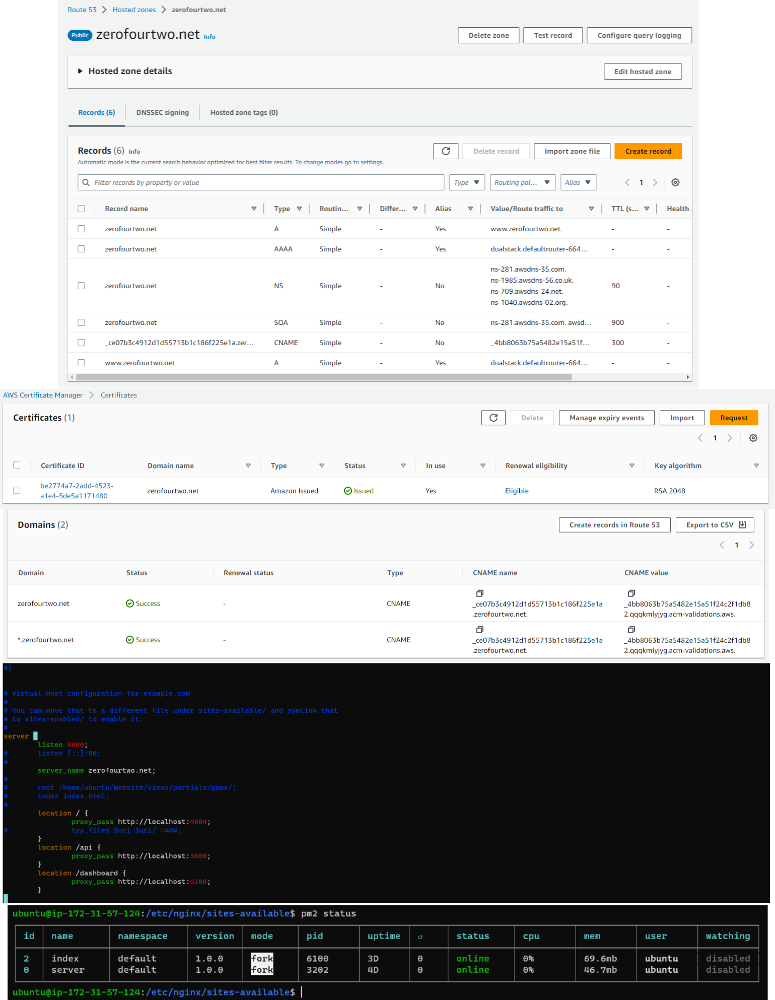 Route 53 > Hosted zones > zerofourtwo.net
Public zerofourtwo.net Info
Delete zone Test record Configure query logging
Hosted zone details
Edit hosted zone
Records (6) DNSSEC signing Hosted zone tags (0)
Records (6) Info
Delete record Import zone file Create record
Automatic mode is the current search behavior optimized for best filter results. To change modes go to settings.
Filter records by property or value Type Routing pol... Alias 1
Record name Type Routin... Differ... Alias Value/Route traffic to TTL (s... Health
zerofourtwo.net A Simple - Yes www.zerofourtwo.net. - -
zerofourtwo.net AAAA Simple - Yes dualstack.defaultrouter-664... - -
ns-281.awsdns-35.com.
ns-1985.awsdns-56.co.uk.
zerofourtwo.net NS Simple - No 90 -
ns-709.awsdns-24.net.
ns-1040.awsdns-02.org.
zerofourtwo.net SOA Simple - No ns-281.awsdns-35.com. awsd... 900 -
_ce07b3c4912d1d55713b1c186f225e1a.zer... CNAME Simple - No _4bb8063b75a5482e15a51f... 300 -
www.zerofourtwo.net A Simple - Yes dualstack.defaultrouter-664... - -
AWS Certificate Manager > Certificates
Certificates (1)
Delete Manage expiry events Import Request
1
Certificate ID Domain name Type Status In use Renewal eligibility Key algorithm
be2774a7-2add-4523-
a1e4-5de5a1171480 zerofourtwo.net Amazon Issued Issued Yes Eligible RSA 2048
Domains (2)
Create records in Route 53 Export to CSV
1
Domain Status Renewal status Type CNAME name CNAME value
zerofourtwo.net Success - CNAME _ce07b3c4912d1d55713b1c186f225e1a _4bb8063b75a5482e15a51f24c2f1db8
.zerofourtwo.net. 2.qqqkmlyjyg.acm-validations.aws.
*.zerofourtwo.net Success - CNAME _ce07b3c4912d1d55713b1c186f225e1a _4bb8063b75a5482e15a51f24c2f1db8
.zerofourtwo.net. 2.qqqkmlyjyg.acm-validations.aws.
#}
# Virtual Host configuration for example.com
#
# You can move that to a different file under sites-available/ and symlink that
# to sites-enabled/ to enable it.
#
server {
listen 4000;
# listen [::]:80;
#
server_name zerofourtwo.net;
#
# root /home/ubuntu/Website/views/partials/game/;
# index index.html;
#
location / {
proxy_pass http://localhost:4004;
# try_files $uri $uri/ =404;
}
location /api {
proxy_pass http://localhost:3000;
}
location /dashboard {
proxy_pass http://localhost:4200;
}
}
ubuntu@ip-172-31-57-124:/etc/nginx/sites-available$ pm2 status
id name namespace version mode pid uptime ↺ status cpu mem user watching
2 index default 1.0.0 fork 6100 3D 0 online 0% 69.6mb ubuntu disabled
0 server default 1.0.0 fork 3202 4D 0 online 0% 46.7mb ubuntu disabled
ubuntu@ip-172-31-57-124:/etc/nginx/sites-available$